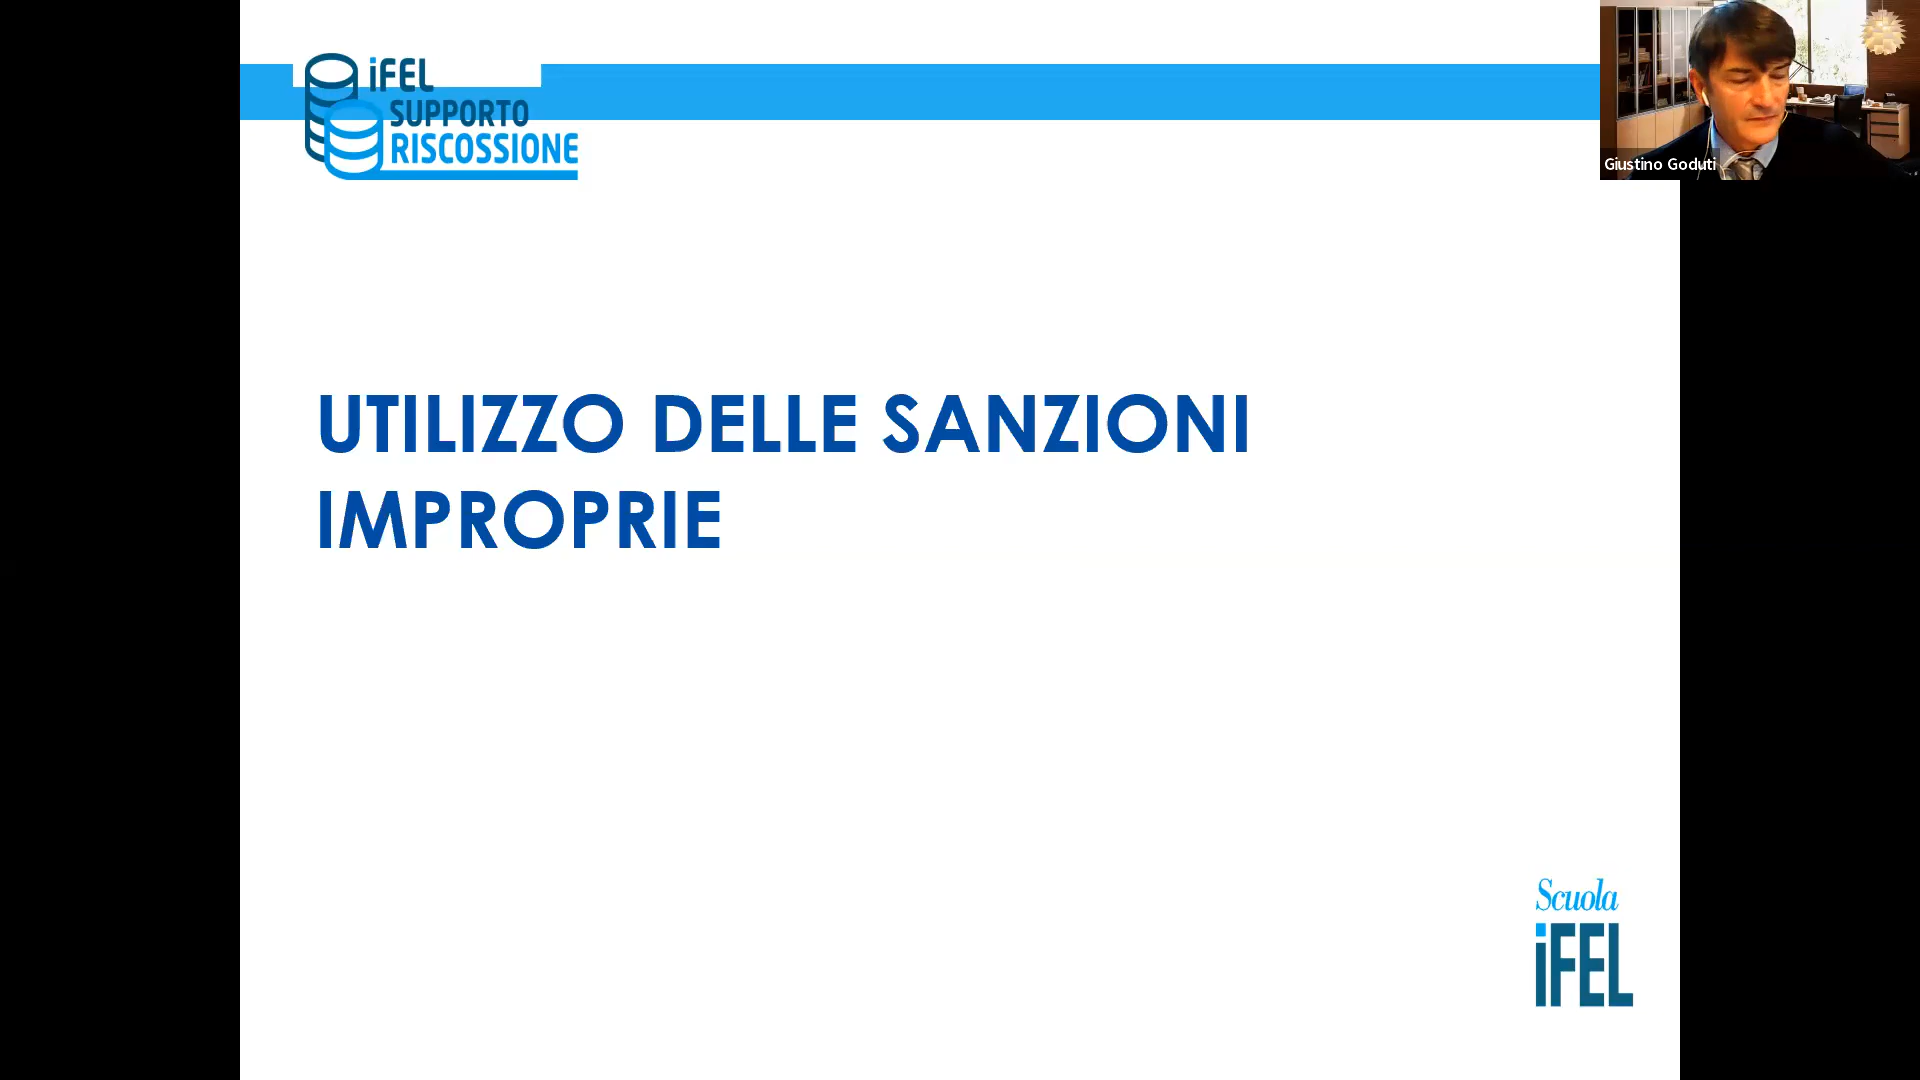 iFEL
SUPPORTO
RISCOSSIONE
Giustino Goduti
UTILIZZO DELLE SANZIONI
IMPROPRIE
Scuola
iFEL